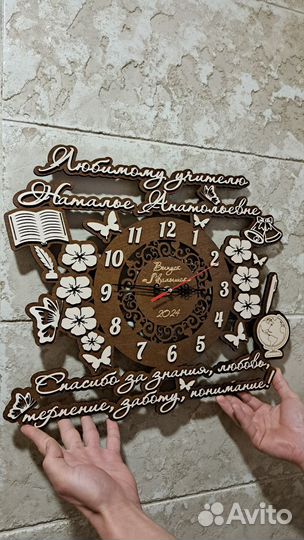 Любимому учителю
Наталье Анатольевне
12
11 1
10 2
9 3
8 4
7 5
6
Выпуск
2024
Спасибо за знания, любовь,
терпение, заботу, понимание!
Avito